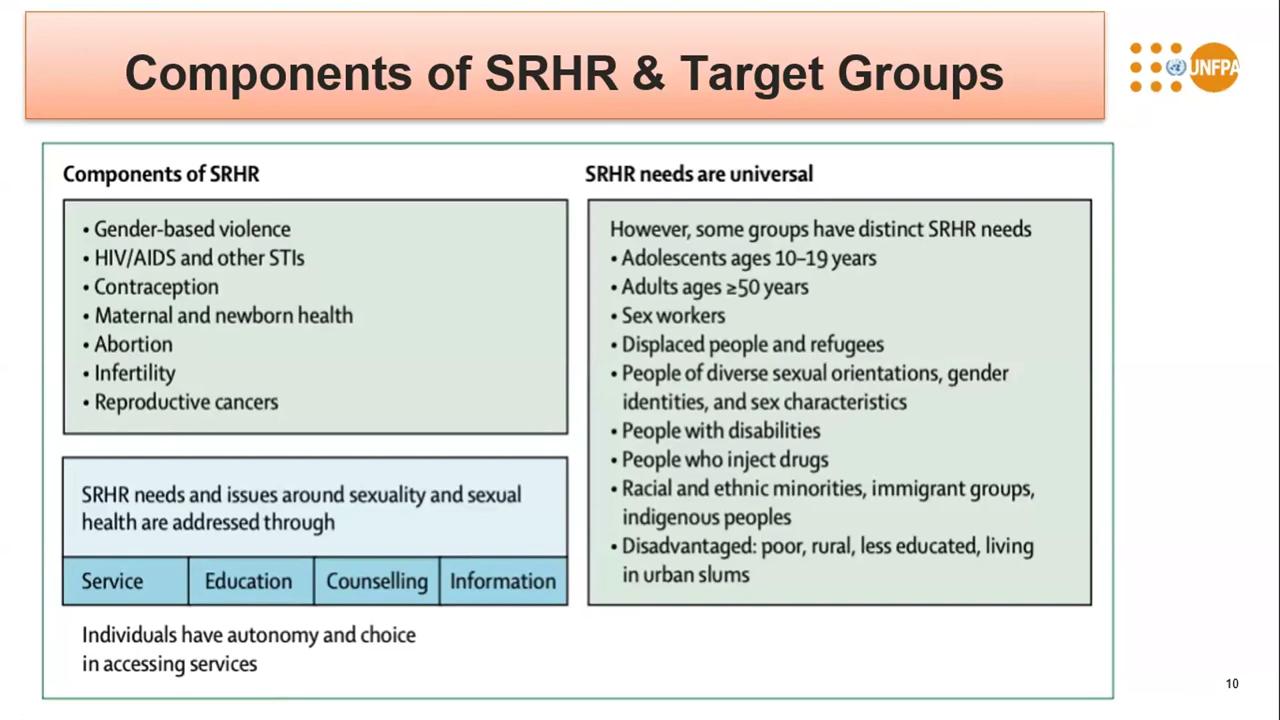 Components of SRHR & Target Groups
UNFPA
Components of SRHR
• Gender-based violence
• HIV/AIDS and other STIs
• Contraception
• Maternal and newborn health
• Abortion
• Infertility
• Reproductive cancers
SRHR needs and issues around sexuality and sexual
health are addressed through
Service Education Counselling Information
Individuals have autonomy and choice
in accessing services
SRHR needs are universal
However, some groups have distinct SRHR needs
• Adolescents ages 10–19 years
• Adults ages ≥50 years
• Sex workers
• Displaced people and refugees
• People of diverse sexual orientations, gender
identities, and sex characteristics
• People with disabilities
• People who inject drugs
• Racial and ethnic minorities, immigrant groups,
indigenous peoples
• Disadvantaged: poor, rural, less educated, living
in urban slums
10